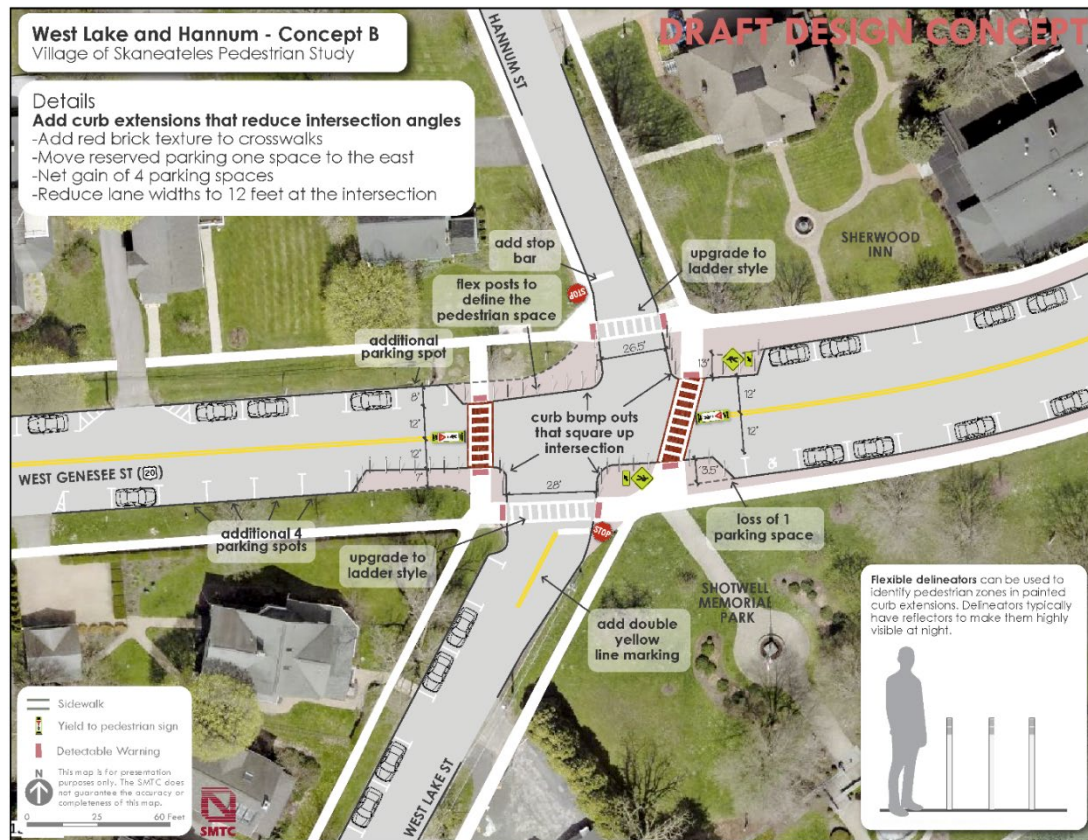 West Lake and Hannum - Concept B
Village of Skaneateles Pedestrian Study
DRAFT DESIGN CONCEPT
Details
Add curb extensions that reduce intersection angles
-Add red brick texture to crosswalks
-Move reserved parking one space to the east
-Net gain of 4 parking spaces
-Reduce lane widths to 12 feet at the intersection
HANNUM ST
SHERWOOD
INN
add stop
bar
upgrade to
ladder style
flex posts to
define the
pedestrian space
STOP
additional
parking spot
26.5'
13'
8'
12'
12'
12'
12'
7'
curb bump outs
that square up
intersection
WEST GENESEE ST (20)
28'
13.5'
additional 4
parking spots
upgrade to
ladder style
STOP
loss of 1
parking space
SHOTWELL
MEMORIAL
PARK
add double
yellow
line marking
WEST LAKE ST
Flexible delineators can be used to
identify pedestrian zones in painted
curb extensions. Delineators typically
have reflectors to make them highly
visible at night.
Sidewalk
Yield to pedestrian sign
Detectable Warning
N
This map is for presentation
purposes only. The SMTC does
not guarantee the accuracy or
completeness of this map.
0 25 60 Feet
SMTC